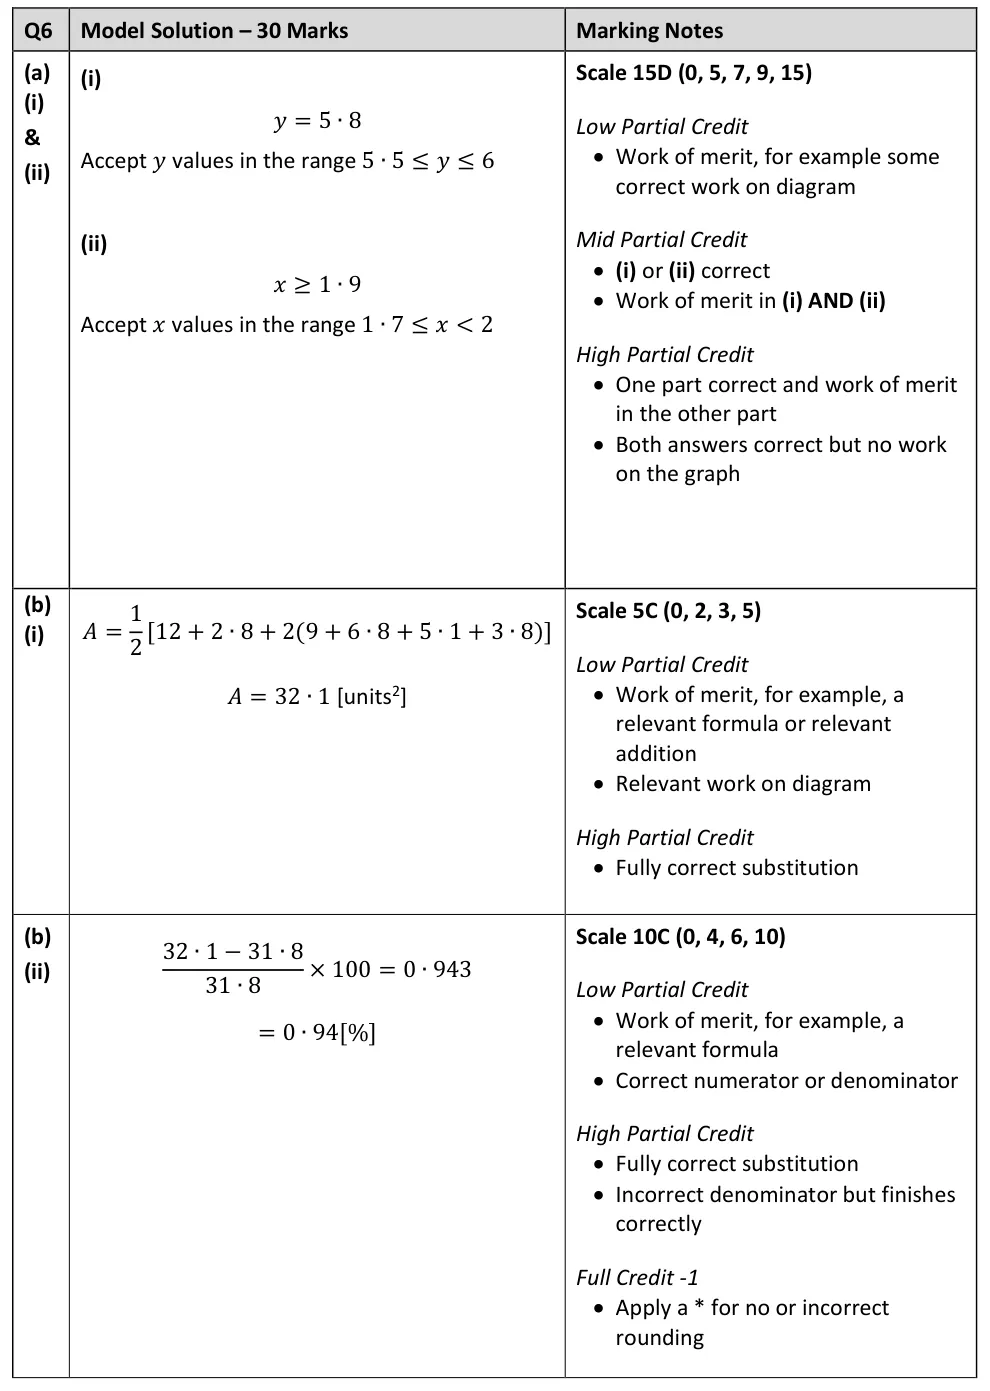 Q6 Model Solution – 30 Marks Marking Notes
(a)
(i)
&
(ii)
(i)
y = 5 · 8
Accept y values in the range 5 · 5 ≤ y ≤ 6
(ii)
x ≥ 1 · 9
Accept x values in the range 1 · 7 ≤ x < 2
Scale 15D (0, 5, 7, 9, 15)
Low Partial Credit
• Work of merit, for example some
correct work on diagram
Mid Partial Credit
• (i) or (ii) correct
• Work of merit in (i) AND (ii)
High Partial Credit
• One part correct and work of merit
in the other part
• Both answers correct but no work
on the graph
(b)
(i)
A = 1/2 [12 + 2 · 8 + 2(9 + 6 · 8 + 5 · 1 + 3 · 8)]
A = 32 · 1 [units²]
Scale 5C (0, 2, 3, 5)
Low Partial Credit
• Work of merit, for example, a
relevant formula or relevant
addition
• Relevant work on diagram
High Partial Credit
• Fully correct substitution
(b)
(ii)
32 · 1 − 31 · 8
31 · 8
× 100 = 0 · 943
= 0 · 94[%]
Scale 10C (0, 4, 6, 10)
Low Partial Credit
• Work of merit, for example, a
relevant formula
• Correct numerator or denominator
High Partial Credit
• Fully correct substitution
• Incorrect denominator but finishes
correctly
Full Credit -1
• Apply a * for no or incorrect
rounding